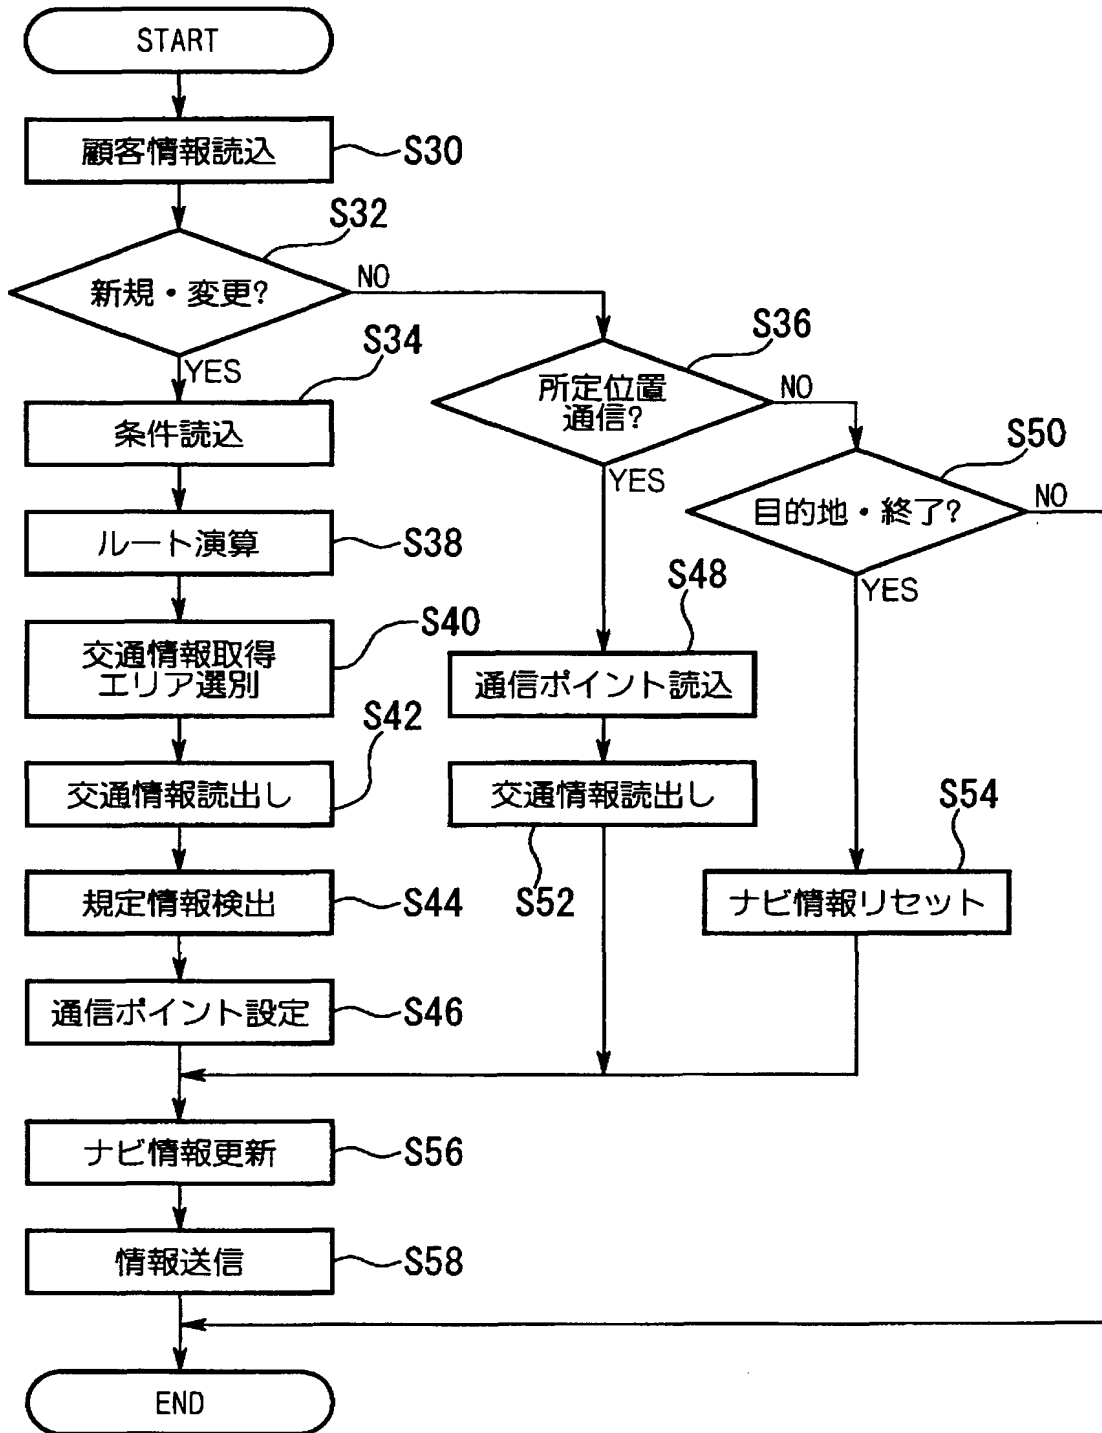 START
顧客情報読込
S30
S32
新規・変更?
NO
YES
S34
条件読込
S36
所定位置
通信?
NO
YES
S50
目的地・終了?
NO
YES
ルート演算
S38
交通情報取得
エリア選別
S40
S48
通信ポイント読込
S42
交通情報読出し
交通情報読出し
S52
S54
ナビ情報リセット
規定情報検出
S44
通信ポイント設定
S46
ナビ情報更新
S56
情報送信
S58
END